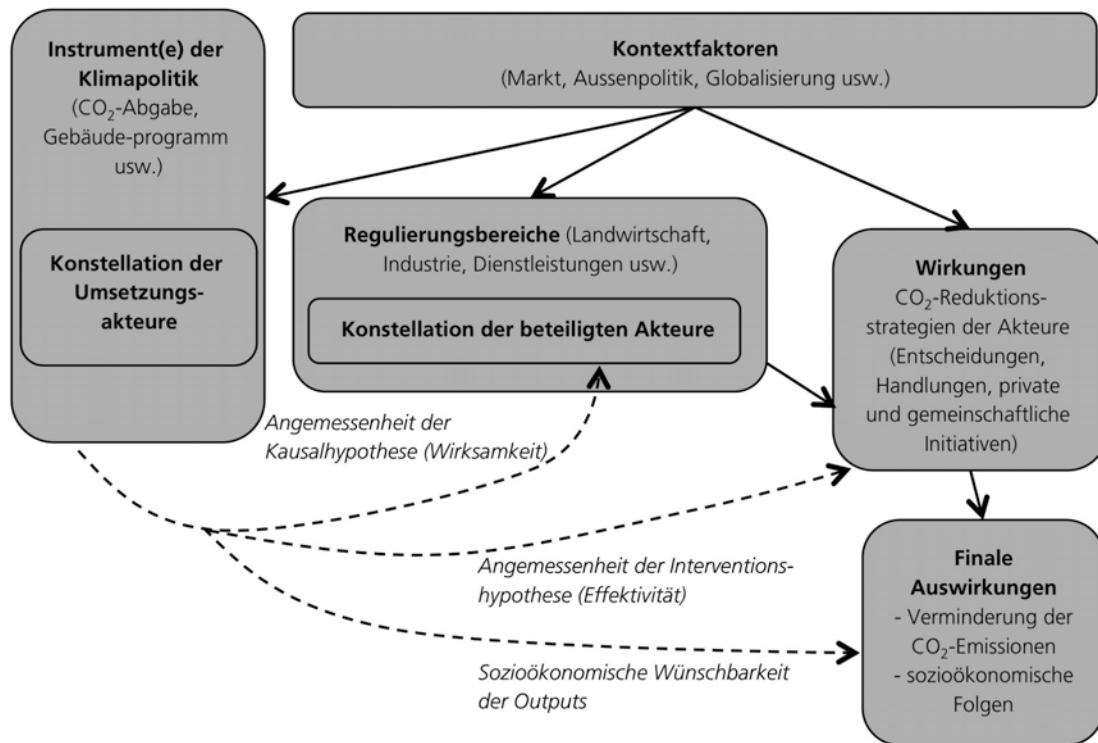 Instrument(e) der
Klimapolitik
(CO₂-Abgabe,
Gebäude-programm
usw.)
Konstellation der
Umsetzungs-
akteure
Kontextfaktoren
(Markt, Aussenpolitik, Globalisierung usw.)
Regulierungsbereiche (Landwirtschaft,
Industrie, Dienstleistungen usw.)
Konstellation der beteiligten Akteure
Wirkungen
CO₂-Reduktions-
strategien der Akteure
(Entscheidungen,
Handlungen, private
und gemeinschaftliche
Initiativen)
Angemessenheit der
Kausalhypothese (Wirksamkeit)
Angemessenheit der Interventions-
hypothese (Effektivität)
Sozioökonomische Wünschbarkeit
der Outputs
Finale
Auswirkungen
- Verminderung der
CO₂-Emissionen
- sozioökonomische
Folgen